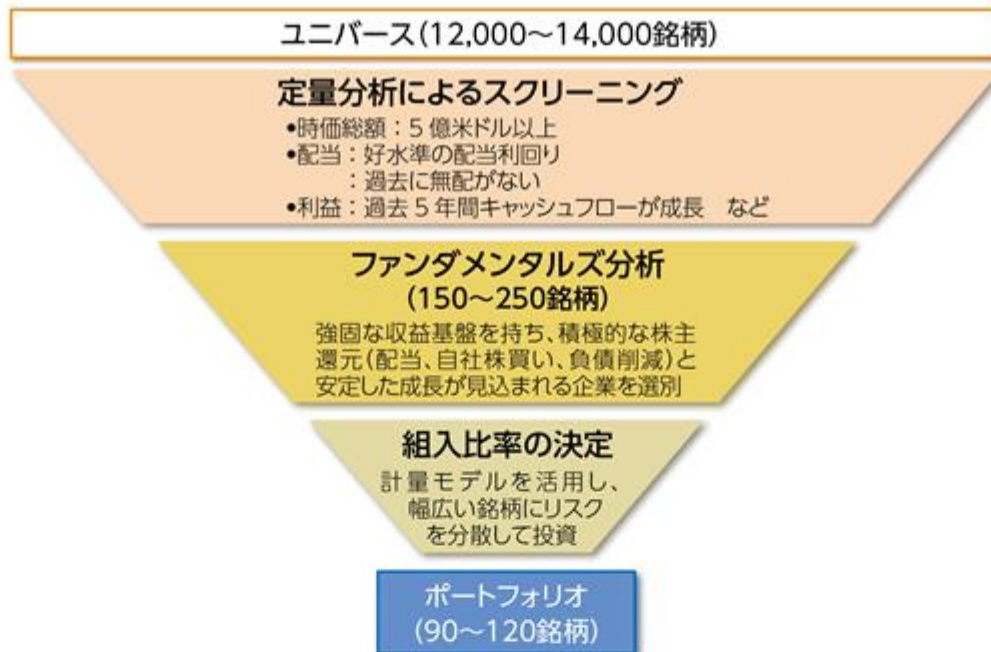 ユニバース(12,000～14,000銘柄)
定量分析によるスクリーニング
•時価総額：5億米ドル以上
•配当：好水準の配当利回り
：過去に無配がない
•利益：過去5年間キャッシュフローが成長　など
ファンダメンタルズ分析
(150～250銘柄)
強固な収益基盤を持ち、積極的な株主
還元(配当、自社株買い、負債削減)と
安定した成長が見込まれる企業を選別
組入比率の決定
計量モデルを活用し、
幅広い銘柄にリスク
を分散して投資
ポートフォリオ
(90～120銘柄)